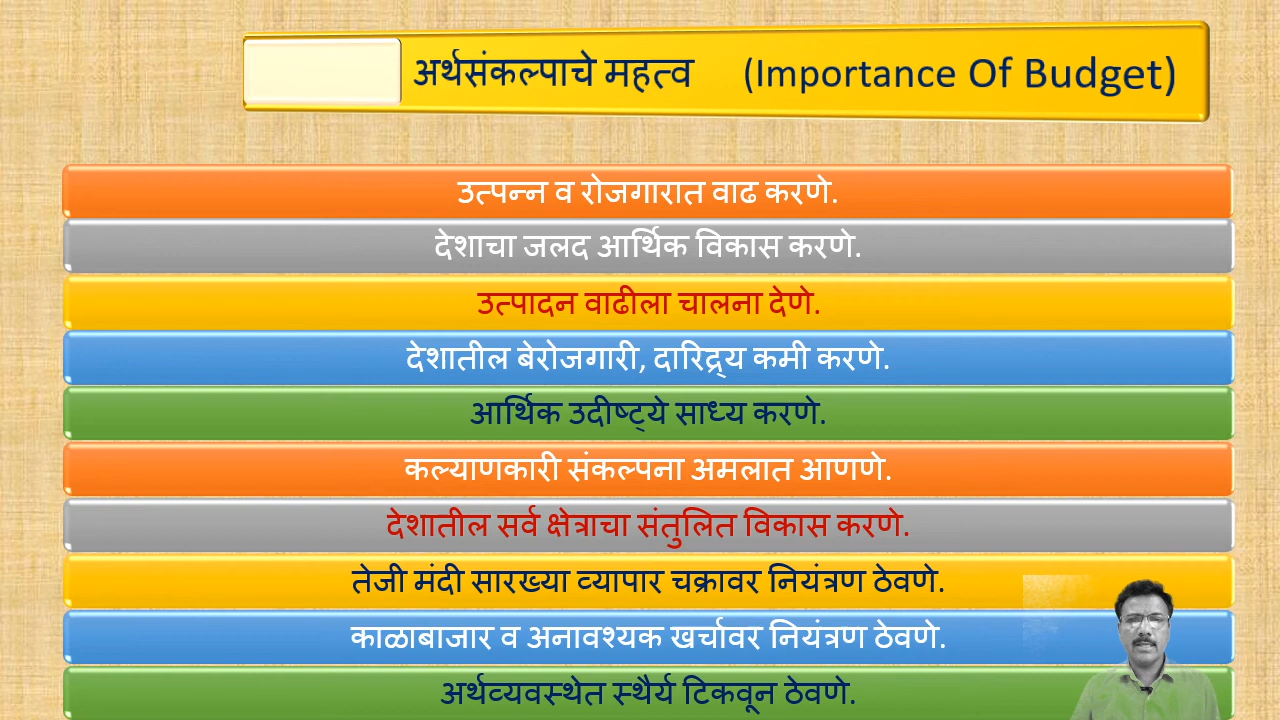 अर्थसंकल्पाचे महत्व (Importance Of Budget)
उत्पन्न व रोजगारात वाढ करणे.
देशाचा जलद आर्थिक विकास करणे.
उत्पादन वाढीला चालना देणे.
देशातील बेरोजगारी, दारिद्र्य कमी करणे.
आर्थिक उदीष्ट्ये साध्य करणे.
कल्याणकारी संकल्पना अमलात आणणे.
देशातील सर्व क्षेत्राचा संतुलित विकास करणे.
तेजी मंदी सारख्या व्यापार चक्रावर नियंत्रण ठेवणे.
काळाबाजार व अनावश्यक खर्चावर नियंत्रण ठेवणे.
अर्थव्यवस्थेत स्थैर्य टिकवून ठेवणे.